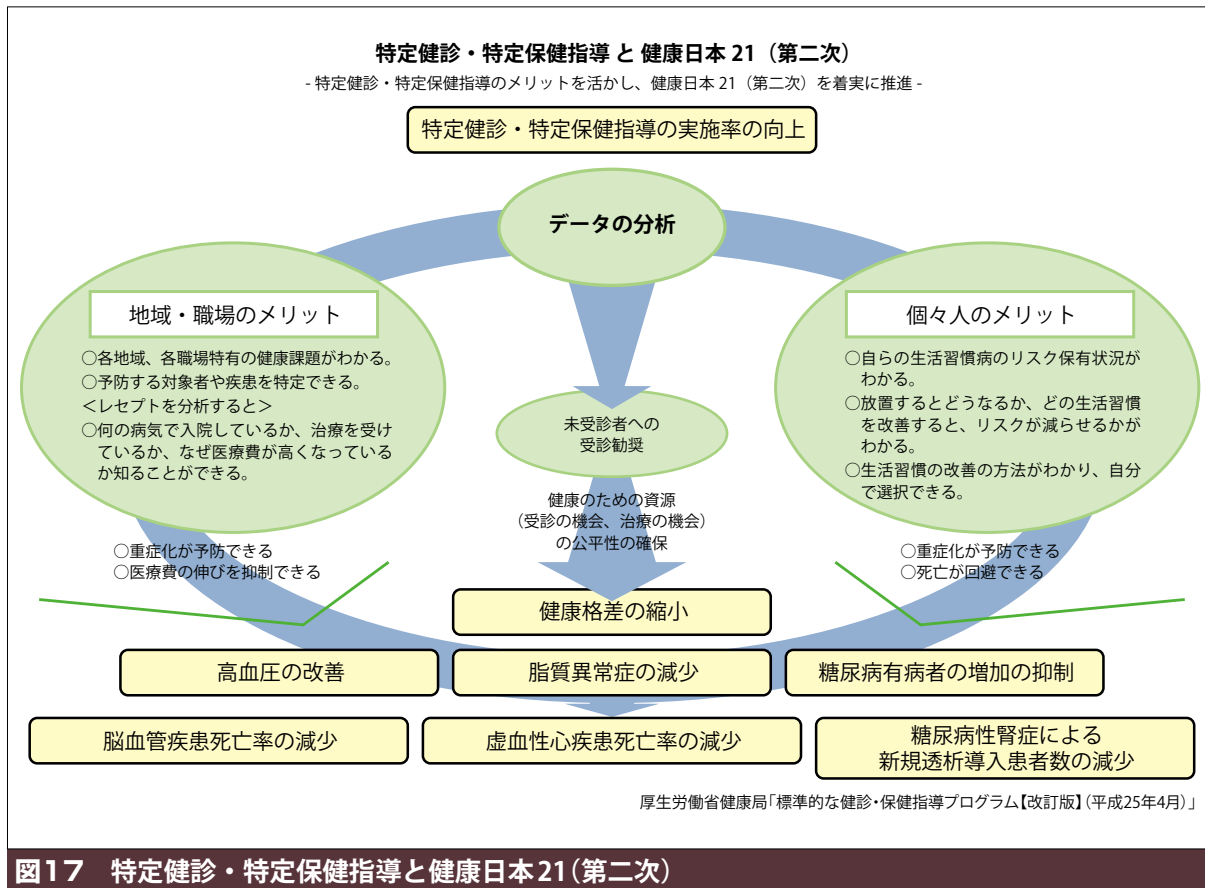 特定健診・特定保健指導 と 健康日本 21（第二次）
- 特定健診・特定保健指導のメリットを活かし、健康日本 21（第二次）を着実に推進 -
特定健診・特定保健指導の実施率の向上
データの分析
地域・職場のメリット
○各地域、各職場特有の健康課題がわかる。
○予防する対象者や疾患を特定できる。
＜レセプトを分析すると＞
○何の病気で入院しているか、治療を受け
ているか、なぜ医療費が高くなっている
か知ることができる。
個々人のメリット
○自らの生活習慣病のリスク保有状況が
わかる。
○放置するとどうなるか、どの生活習慣
を改善すると、リスクが減らせるかが
わかる。
○生活習慣の改善の方法がわかり、自分
で選択できる。
未受診者への
受診勧奨
健康のための資源
（受診の機会、治療の機会）
の公平性の確保
○重症化が予防できる
○医療費の伸びを抑制できる
○重症化が予防できる
○死亡が回避できる
健康格差の縮小
高血圧の改善
脂質異常症の減少
糖尿病有病者の増加の抑制
脳血管疾患死亡率の減少
虚血性心疾患死亡率の減少
糖尿病性腎症による
新規透析導入患者数の減少
厚生労働省健康局「標準的な健診・保健指導プログラム【改訂版】（平成25年4月）」
図17 特定健診・特定保健指導と健康日本21（第二次）